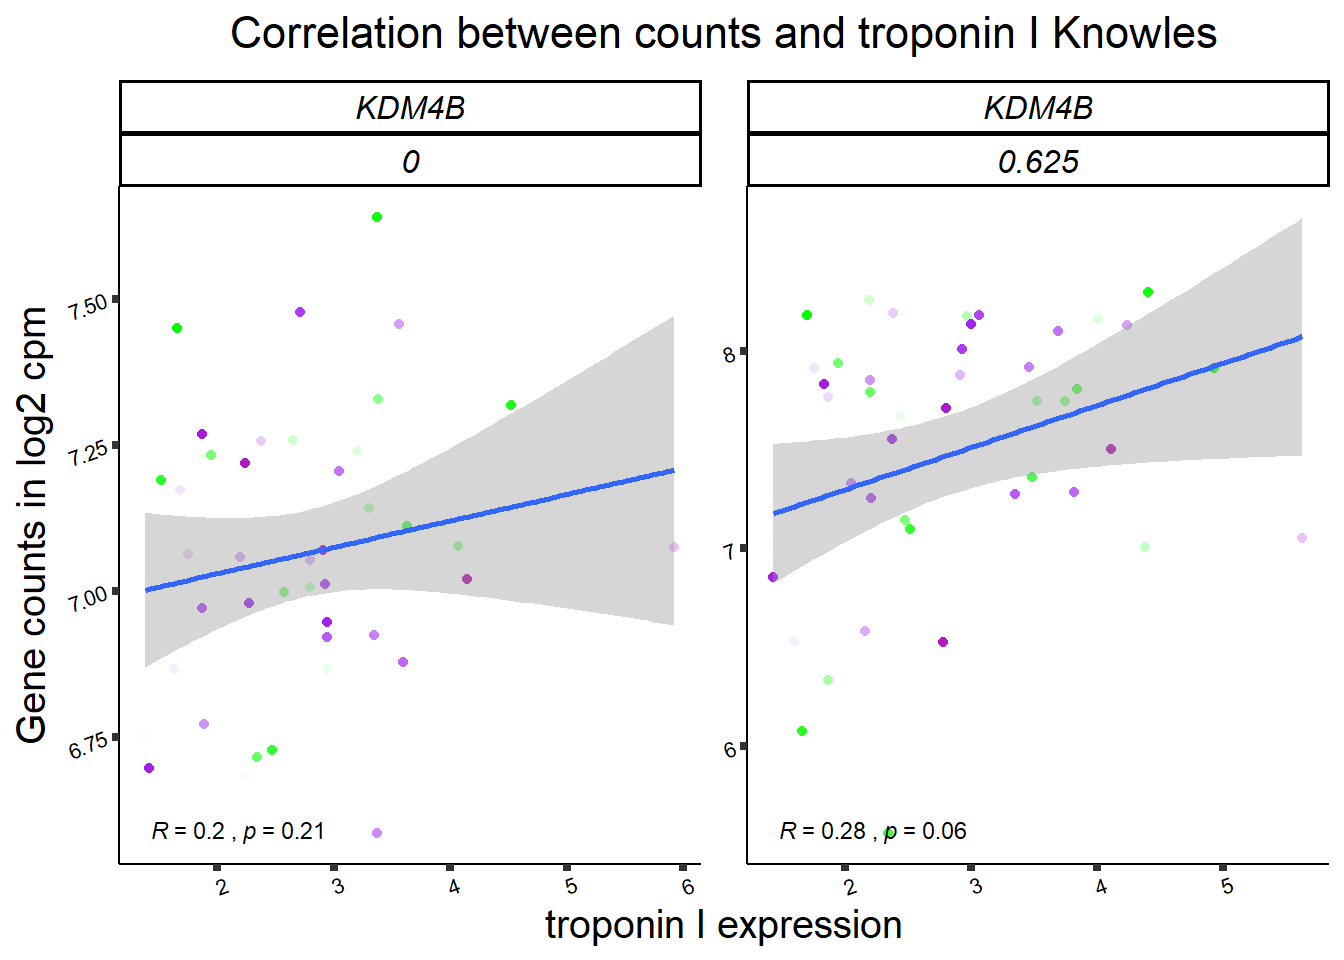 Correlation between counts and troponin I Knowles
KDM4B
KDM4B
0
0.625
Gene counts in log2 cpm
7.50
7.25
7.00
6.75
8
7
6
R = 0.2 , p = 0.21
R = 0.28 , p = 0.06
2
3
4
5
6
2
3
4
5
troponin I expression